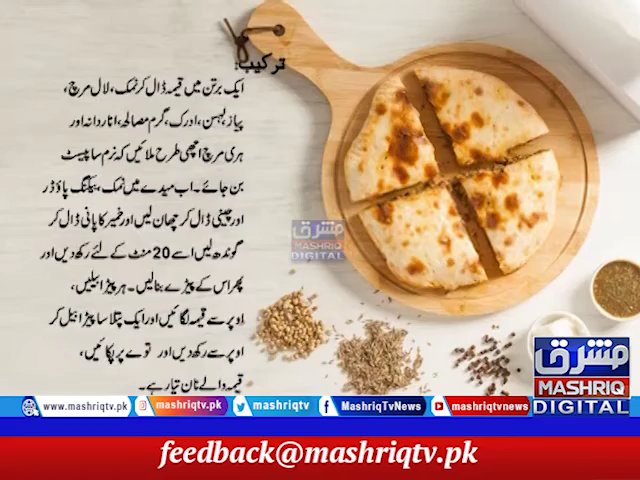 ترکیب:
ایک برتن میں قیمہ ڈال کر نمک، لال مرچ،
پیاز، لہسن، ادرک، گرم مصالحہ، انار دانہ اور
ہری مرچ اچھی طرح ملائیں کہ نرم سا پیسٹ
بن جائے۔ اب میدے میں نمک، بیکنگ پاؤڈر
اور چینی ڈال کر چھان لیں اور خمیر کا پانی ڈال کر
گوندھ لیں اسے 20 منٹ کے لئے رکھ دیں اور
پھر اس کے پیڑے بنالیں۔ ہر پیڑا بیلیں،
اوپر سے قیمہ لگائیں اور ایک پتلا سا پیڑا بیل کر
اوپر سے رکھ دیں اور توے پر پکائیں،
قیمہ والے نان تیار ہے۔
مشرق
MASHRIQ
DIGITAL
مشرق
MASHRIQ
DIGITAL
www.mashriqtv.pk
mashriqtv.pk
mashriqtv
MashriqTvNews
mashriqtvnews
feedback@mashriqtv.pk